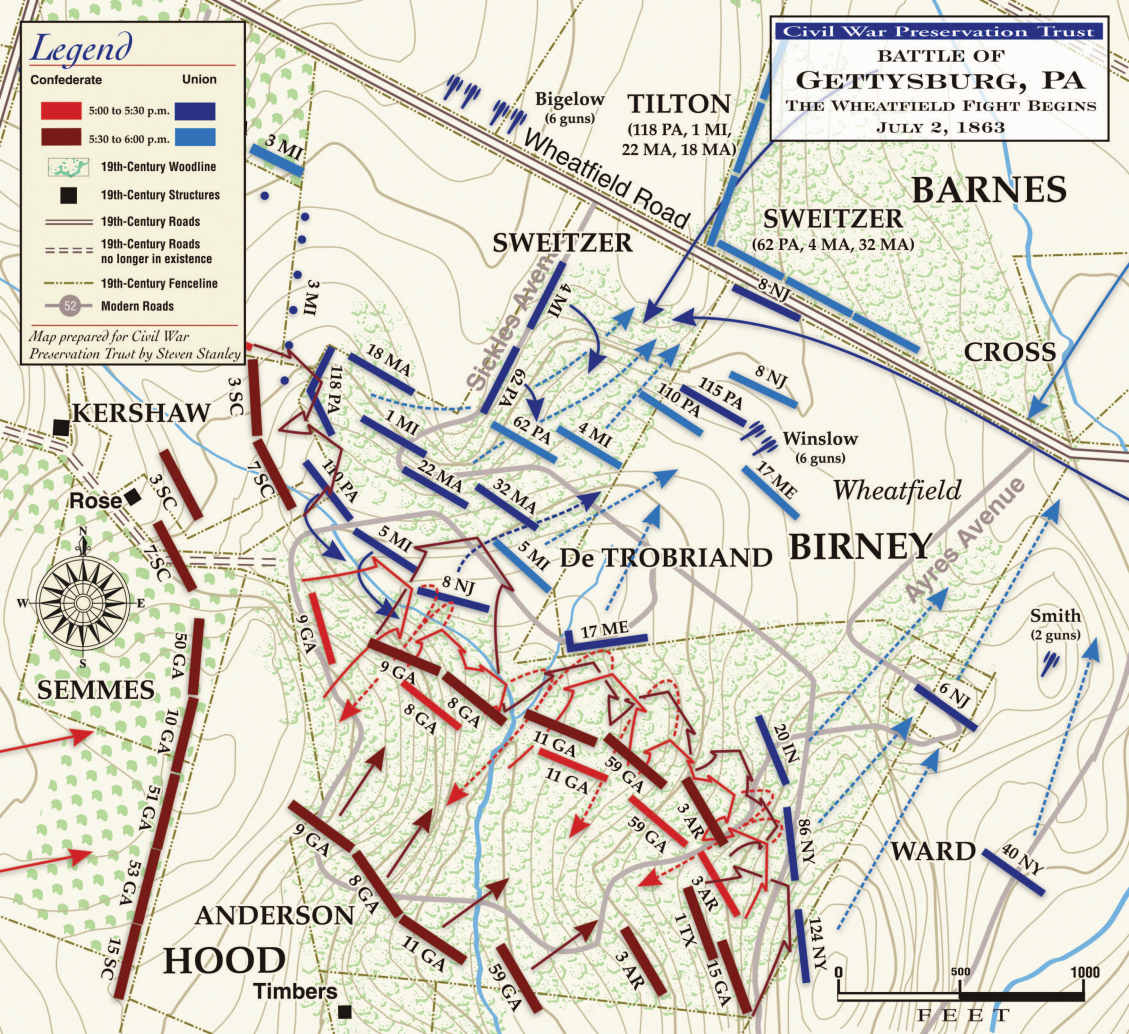 Legend
Confederate
Union
5:00 to 5:30 p.m.
5:30 to 6:00 p.m.
19th-Century Woodline
19th-Century Structures
19th-Century Roads
19th-Century Roads
no longer in existence
19th-Century Fenceline
52
Modern Roads
Map prepared for Civil War
Preservation Trust by Steven Stanley
Civil War Preservation Trust
BATTLE OF
GETTYSBURG, PA
THE WHEATFIELD FIGHT BEGINS
JULY 2, 1863
Bigelow
(6 guns)
TILTON
(118 PA, 1 MI,
22 MA, 18 MA)
Wheatfield Road
3 MI
BARNES
SWEITZER
(62 PA, 4 MA, 32 MA)
SWEITZER
Sickles Avenue
3 MI
4 MI
8 NJ
CROSS
18 MA
118 PA
62 PA
8 NJ
115 PA
110 PA
3 SC
KERSHAW
1 MI
62 PA
4 MI
Winslow
(6 guns)
7 SC
110 PA
22 MA
32 MA
17 ME
Wheatfield
3 SC
Rose
7 SC
5 MI
5 MI
De TROBRIAND
BIRNEY
Ayres Avenue
N
W
E
S
8 NJ
9 GA
17 ME
Smith
(2 guns)
50 GA
SEMMES
9 GA
8 GA
8 GA
6 NJ
10 GA
11 GA
11 GA
59 GA
20 IN
51 GA
59 GA
3 AR
86 NY
9 GA
WARD
40 NY
53 GA
8 GA
3 AR
ANDERSON
HOOD
11 GA
1 TX
124 NY
15 SC
Timbers
59 GA
3 AR
15 GA
0
500
1000
FEET